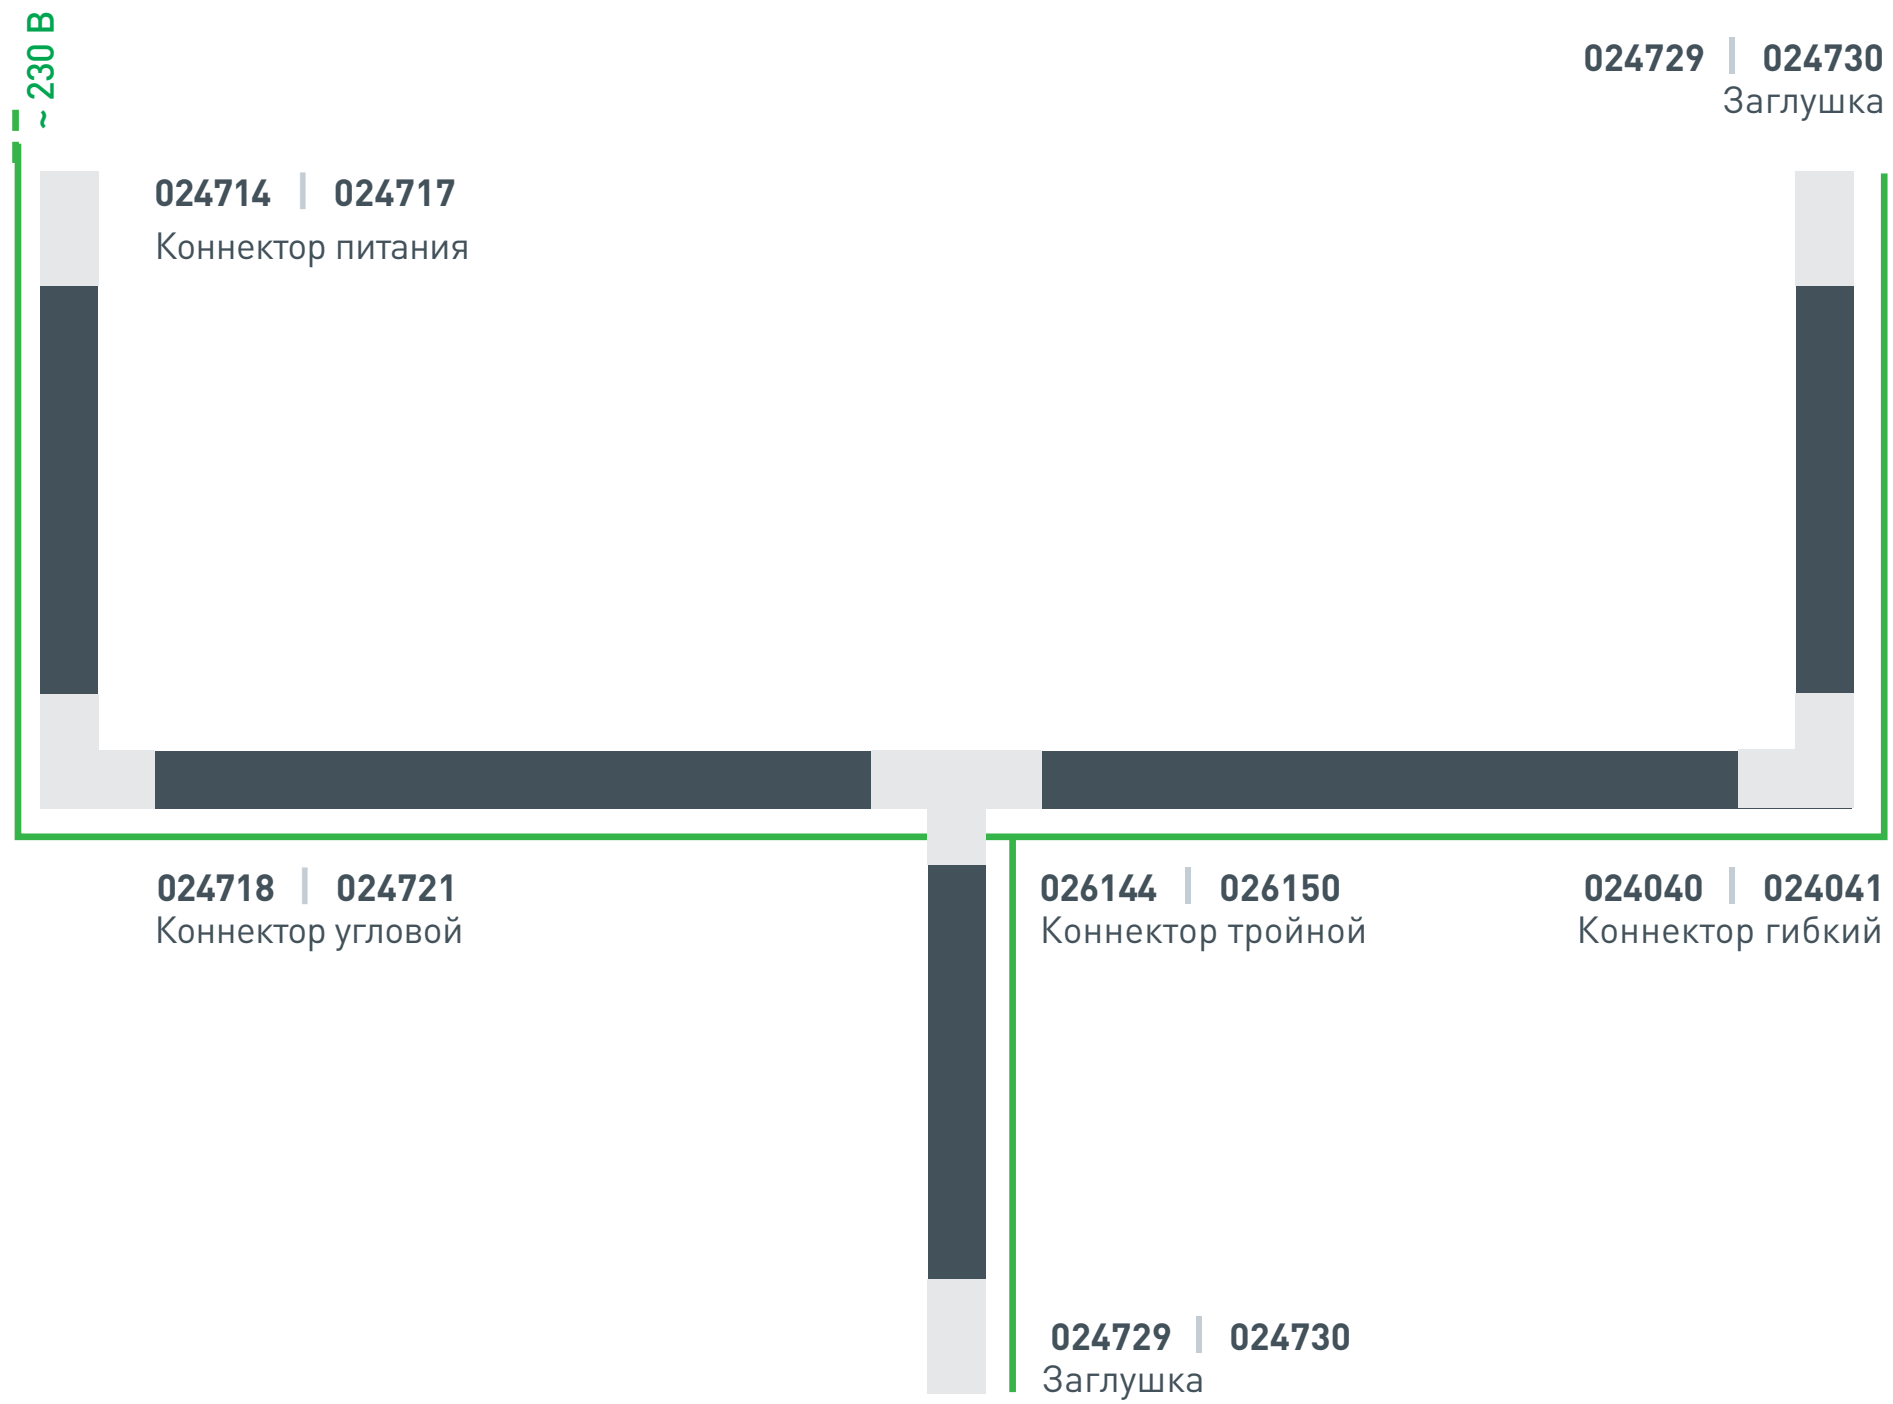 ~ 230 В
024729 | 024730
Заглушка
024714 | 024717
Коннектор питания
024718 | 024721
Коннектор угловой
026144 | 026150
Коннектор тройной
024040 | 024041
Коннектор гибкий
024729 | 024730
Заглушка